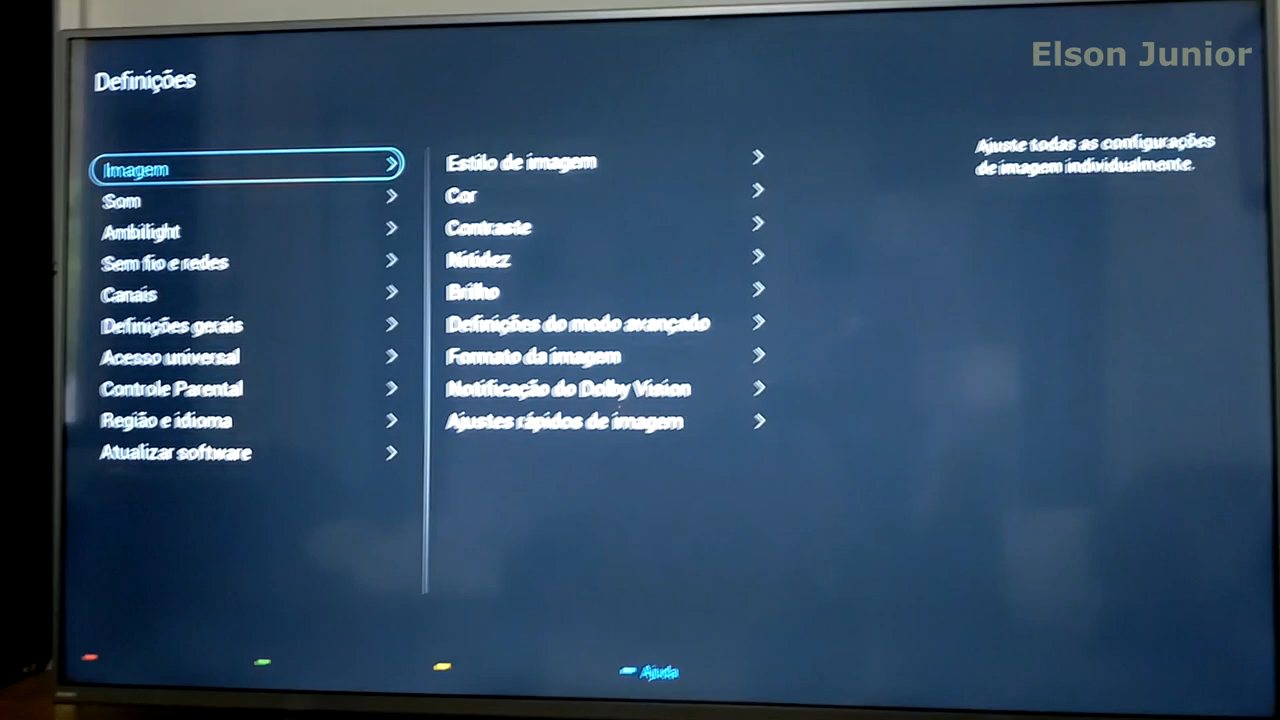 Elson Junior
Definições
Imagem
Som
Ambilight
Sem fio e redes
Canais
Definições gerais
Acesso universal
Controle Parental
Região e idioma
Atualizar software
Estilo de imagem
Cor
Contraste
Nitidez
Brilho
Definições do modo avançado
Formato da imagem
Notificação do Dolby Vision
Ajustes rápidos de imagem
Ajuste todas as configurações
de imagem individualmente.
Ajuda